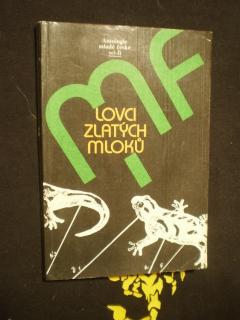 Antologie
mladé české
sci-fi
MF
LOVCI
ZLATÝCH
MLOKŮ